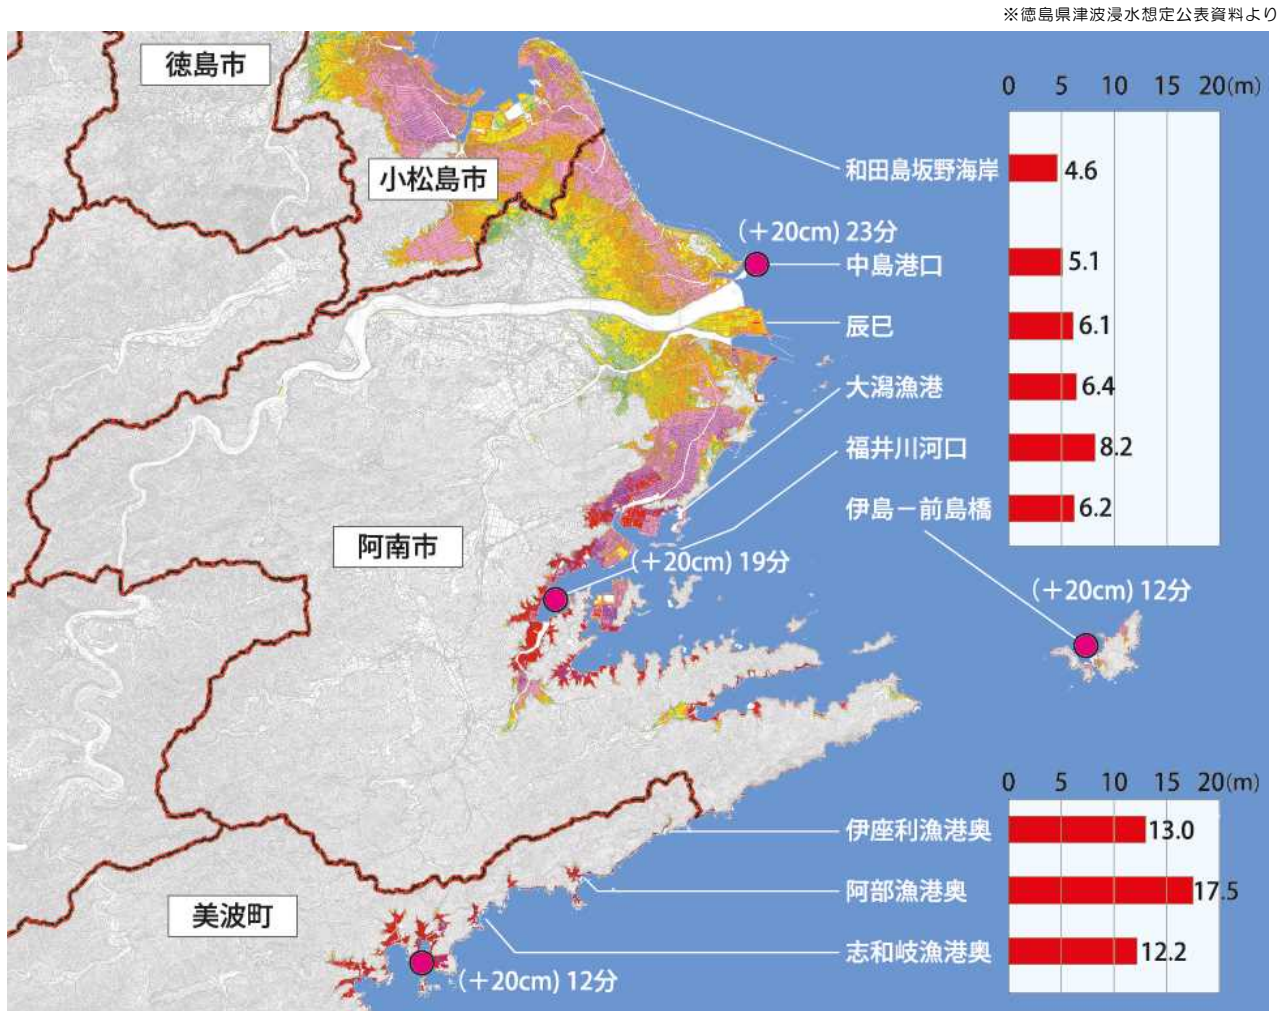 ※徳島県津波浸水想定公表資料より
徳島市
小松島市
阿南市
美波町
0 5 10 15 20(m)
和田島坂野海岸 4.6
(＋20cm) 23分
中島港口 5.1
辰巳 6.1
大潟漁港 6.4
福井川河口 8.2
伊島－前島橋 6.2
(＋20cm) 19分
(＋20cm) 12分
0 5 10 15 20(m)
伊座利漁港奥 13.0
阿部漁港奥 17.5
志和岐漁港奥 12.2
(＋20cm) 12分